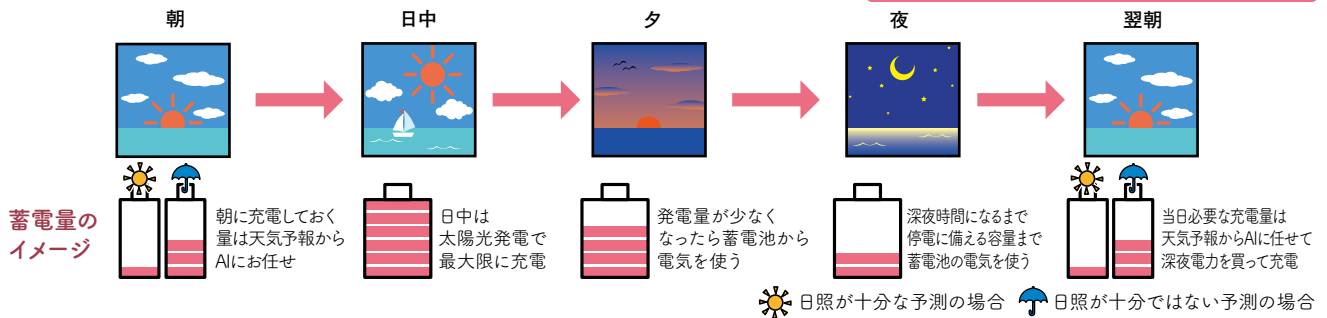 朝
日中
夕
夜
翌朝
蓄電量の
イメージ
朝に充電しておく
量は天気予報から
AIにお任せ
日中は
太陽光発電で
最大限に充電
発電量が少なく
なったら蓄電池から
電気を使う
深夜時間になるまで
停電に備える容量まで
蓄電池の電気を使う
当日必要な充電量は
天気予報からAIに任せて
深夜電力を買って充電
日照が十分な予測の場合
日照が十分ではない予測の場合